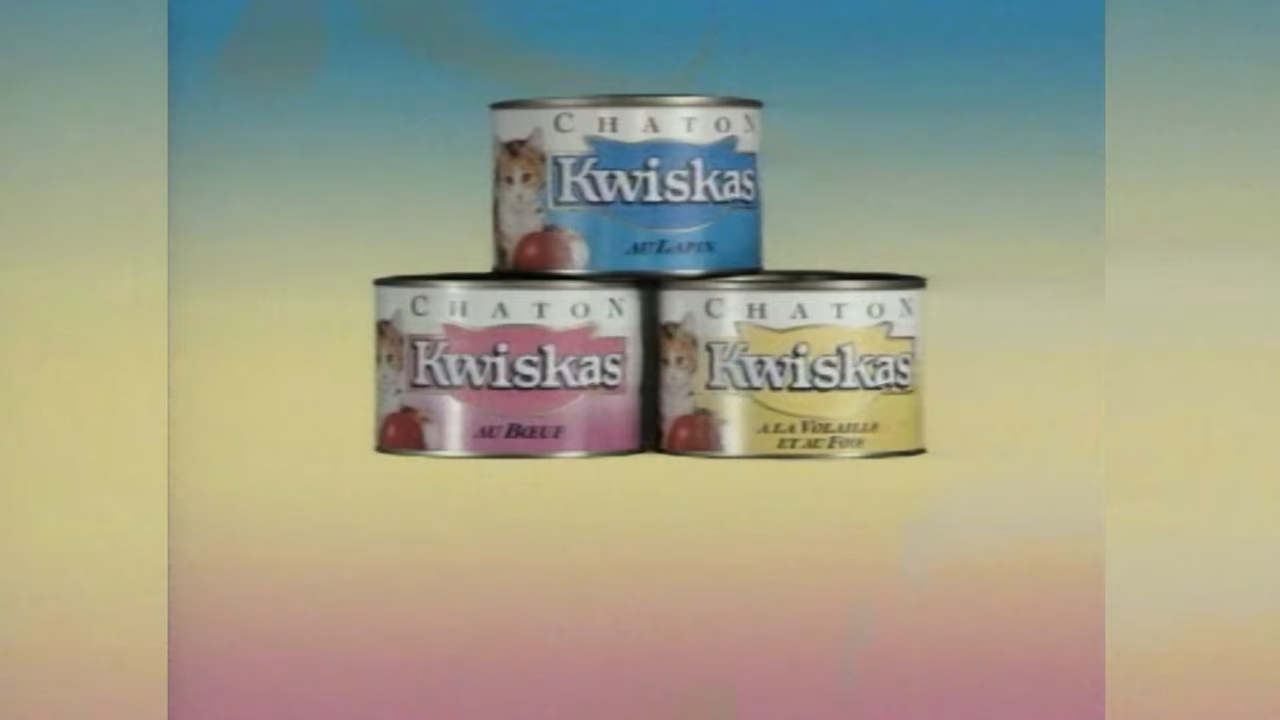 CHATON
Kwiskas
AU LAPIN
CHATON
Kwiskas
AU BŒUF
CHATON
Kwiskas
A LA VOLAILLE
ET AU FOIE